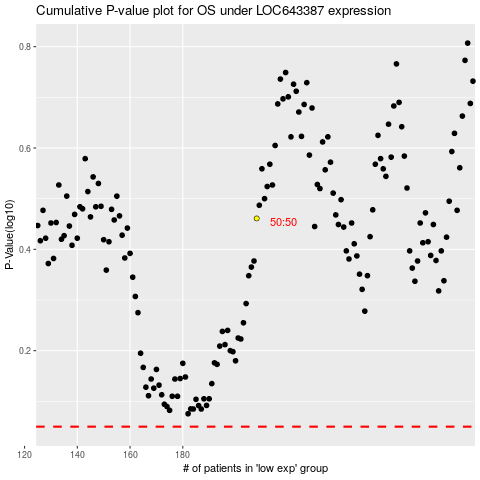 Cumulative P-value plot for OS under LOC643387 expression
P-Value(log10)
0.8
0.6
0.4
0.2
50:50
120 140 160 180
# of patients in 'low exp' group